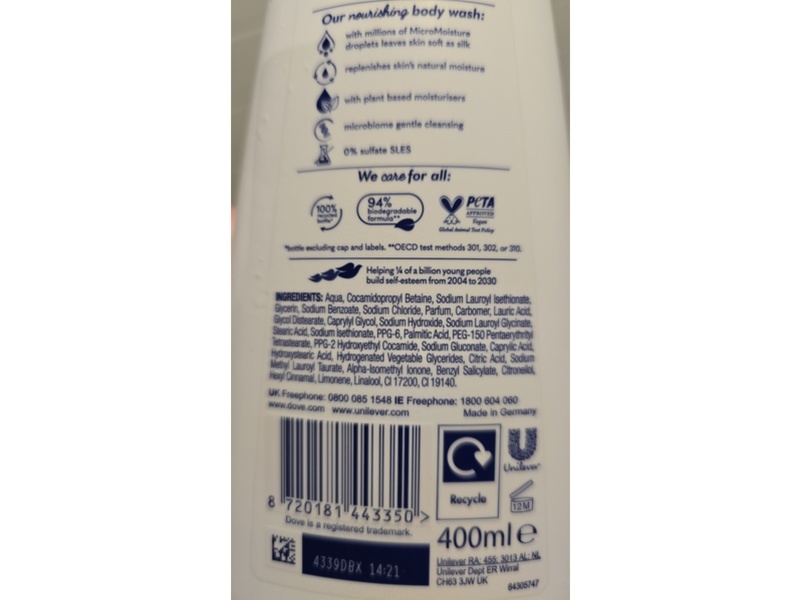 Our nourishing body wash:
with millions of MicroMoisture
droplets leaves skin soft as silk
replenishes skin's natural moisture
with plant based moisturisers
microbiome gentle cleansing
0% sulfate SLES
We care for all:
100%
recycled
bottle*
94%
biodegradable
formula**
PETA
APPROVED
Vegan
Global Animal Test Policy
*bottle excluding cap and labels. **OECD test methods 301, 302, or 310.
Helping ¼ of a billion young people
build self-esteem from 2004 to 2030
INGREDIENTS: Aqua, Cocamidopropyl Betaine, Sodium Lauroyl Isethionate,
Glycerin, Sodium Benzoate, Sodium Chloride, Parfum, Carbomer, Lauric Acid,
Glycol Distearate, Caprylyl Glycol, Sodium Hydroxide, Sodium Lauroyl Glycinate,
Stearic Acid, Sodium Isethionate, PPG-6, Palmitic Acid, PEG-150 Pentaerythrityl
Tetrastearate, PPG-2 Hydroxyethyl Cocamide, Sodium Gluconate, Caprylic Acid,
Hydroxystearic Acid, Hydrogenated Vegetable Glycerides, Citric Acid, Sodium
Methyl Lauroyl Taurate, Alpha-Isomethyl Ionone, Benzyl Salicylate, Citronellol,
Hexyl Cinnamal, Limonene, Linalool, CI 17200, CI 19140.
UK Freephone: 0800 085 1548 IE Freephone: 1800 604 060
www.dove.com www.unilever.com Made in Germany
8 720181 443350 >
Dove is a registered trademark.
Recycle
Unilever
12M
400ml e
4339DBX 14:21
Unilever RA: 455; 3013 AL; NL
Unilever Dept ER Wirral
CH63 3JW UK
84305747